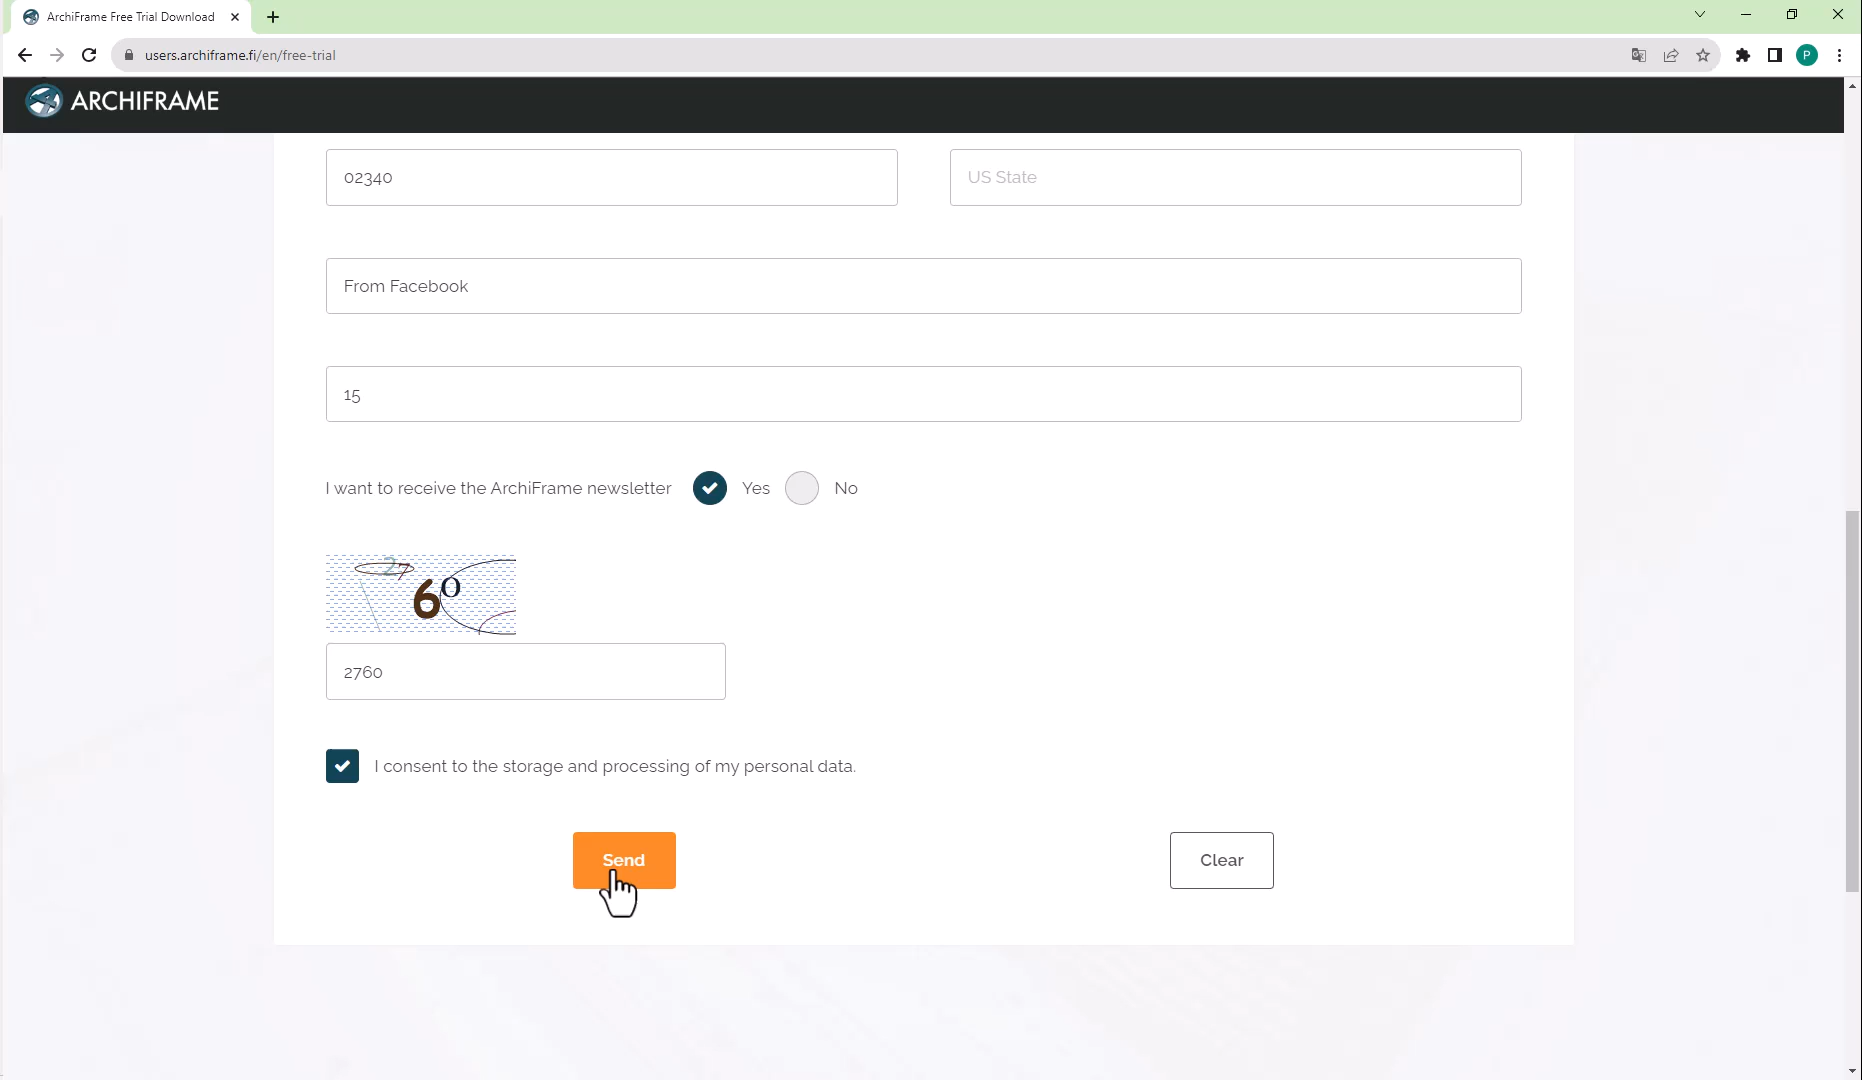 ArchiFrame Free Trial Download
users.archiframe.fi/en/free-trial
P
ARCHIFRAME
02340
US State
From Facebook
15
I want to receive the ArchiFrame newsletter Yes No
2760
2760
I consent to the storage and processing of my personal data.
Send Clear